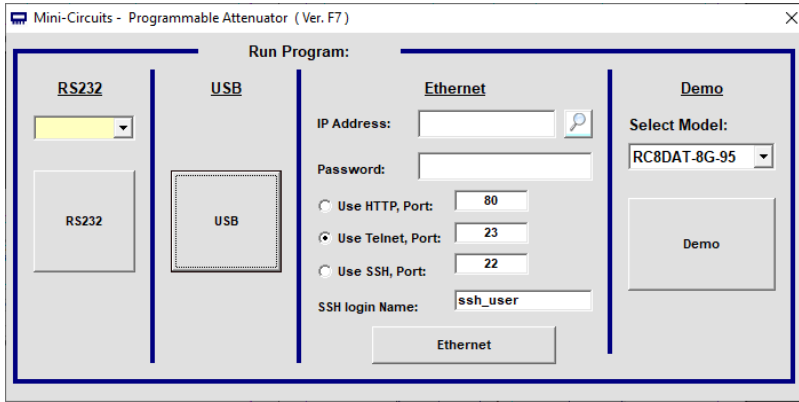 Mini-Circuits - Programmable Attenuator ( Ver. F7)
Run Program:
RS232
RS232
USB
USB
Ethernet
IP Address:
Password:
Use HTTP, Port: 80
Use Telnet, Port: 23
Use SSH, Port: 22
SSH login Name: ssh_user
Ethernet
Demo
Select Model:
RC8DAT-8G-95
Demo